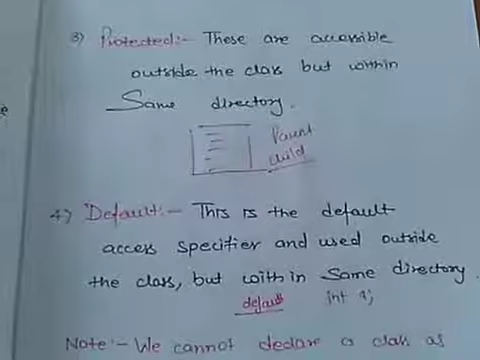 3) Protected:- These are accessible
outside the class but within
Same directory.
Parent
child
4) Default:- This is the default
access specifier and used outside
the class, but within Same directory.
default int
Note:- We cannot declare a class as